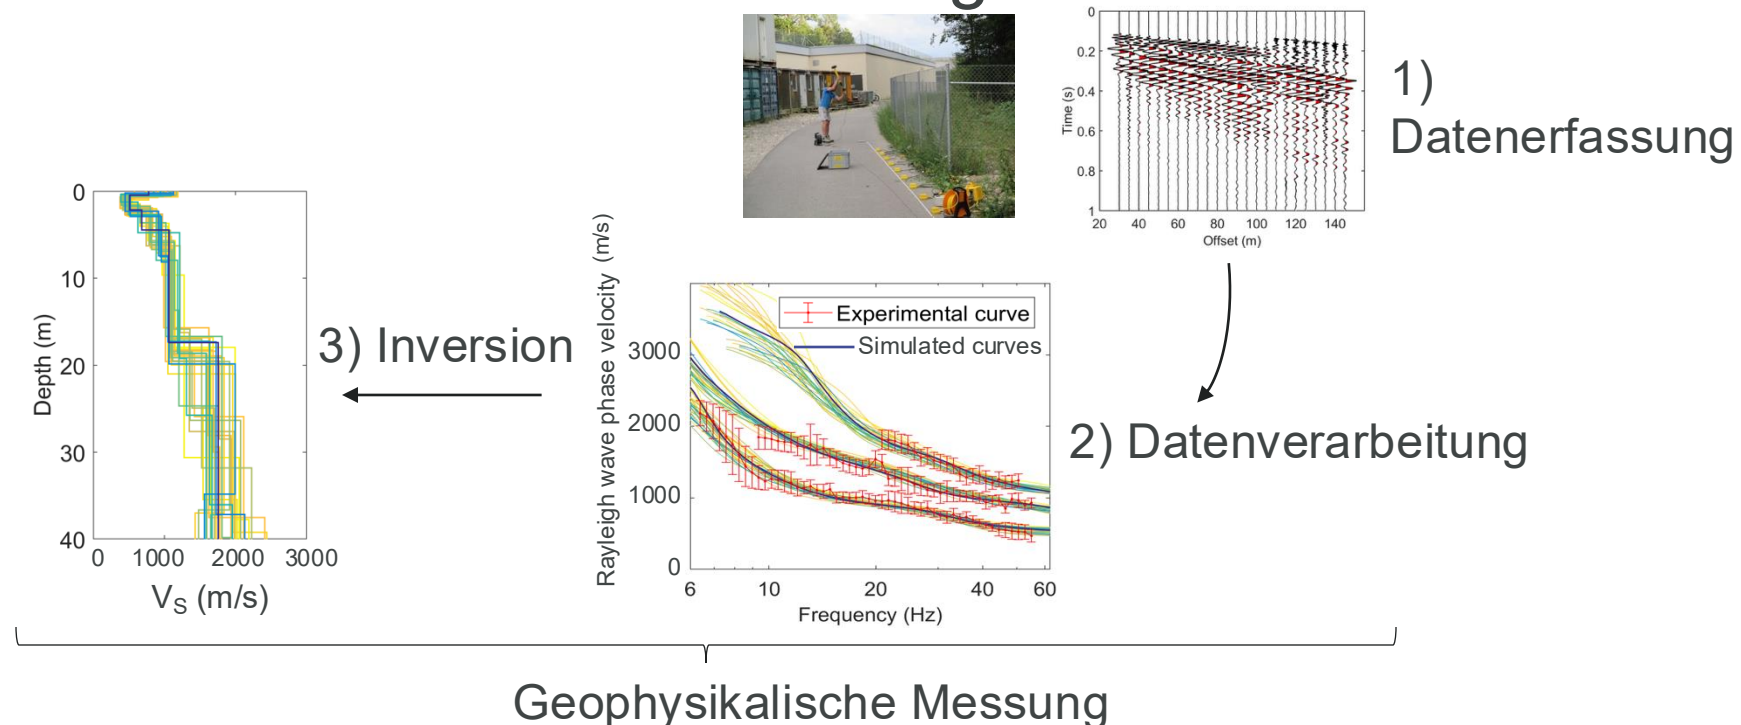 g
1)
Datenerfassung
0
0.2
0.4
0.6
0.8
1
Time (s)
20 40 60 80 100 120 140
Offset (m)
0
10
20
30
40
Depth (m)
0 1000 2000 3000
VS (m/s)
3) Inversion
Rayleigh wave phase velocity (m/s)
3000
2000
1000
0
Experimental curve
Simulated curves
6 10 20 40 60
Frequency (Hz)
2) Datenverarbeitung
Geophysikalische Messung